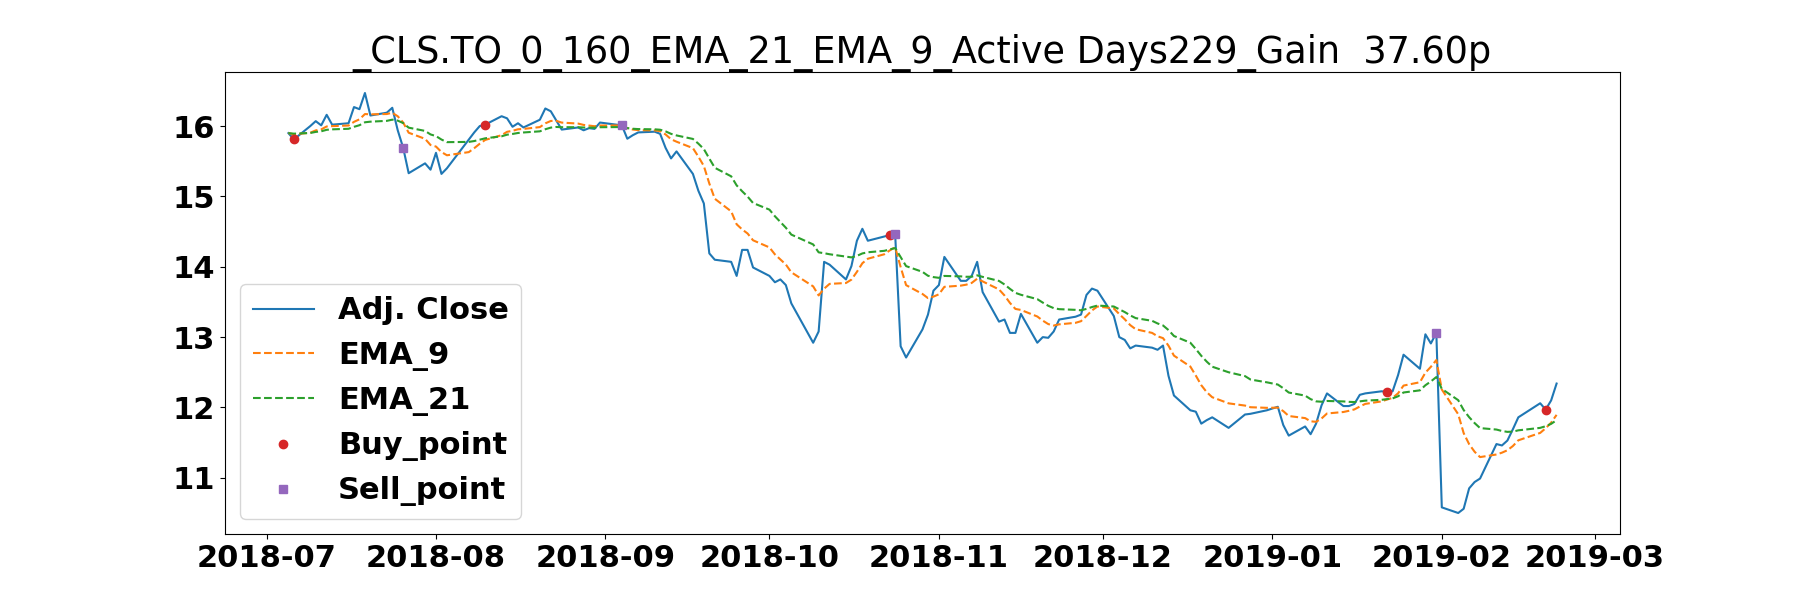 _CLS.TO_0_160_EMA_21_EMA_9_Active Days229_Gain  37.60p
16
15
14
13
12
11
Adj. Close
EMA_9
EMA_21
Buy_point
Sell_point
2018-07 2018-08 2018-09 2018-10 2018-11 2018-12 2019-01 2019-02 2019-03